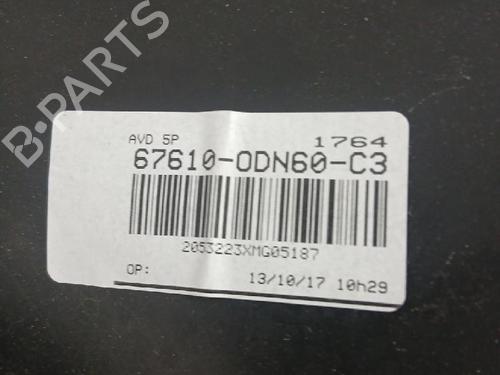 B-PARTS
AVD 5P 1764
67610-0DN60-C3
2053223XMG05187
OP: 13/10/17 10h29